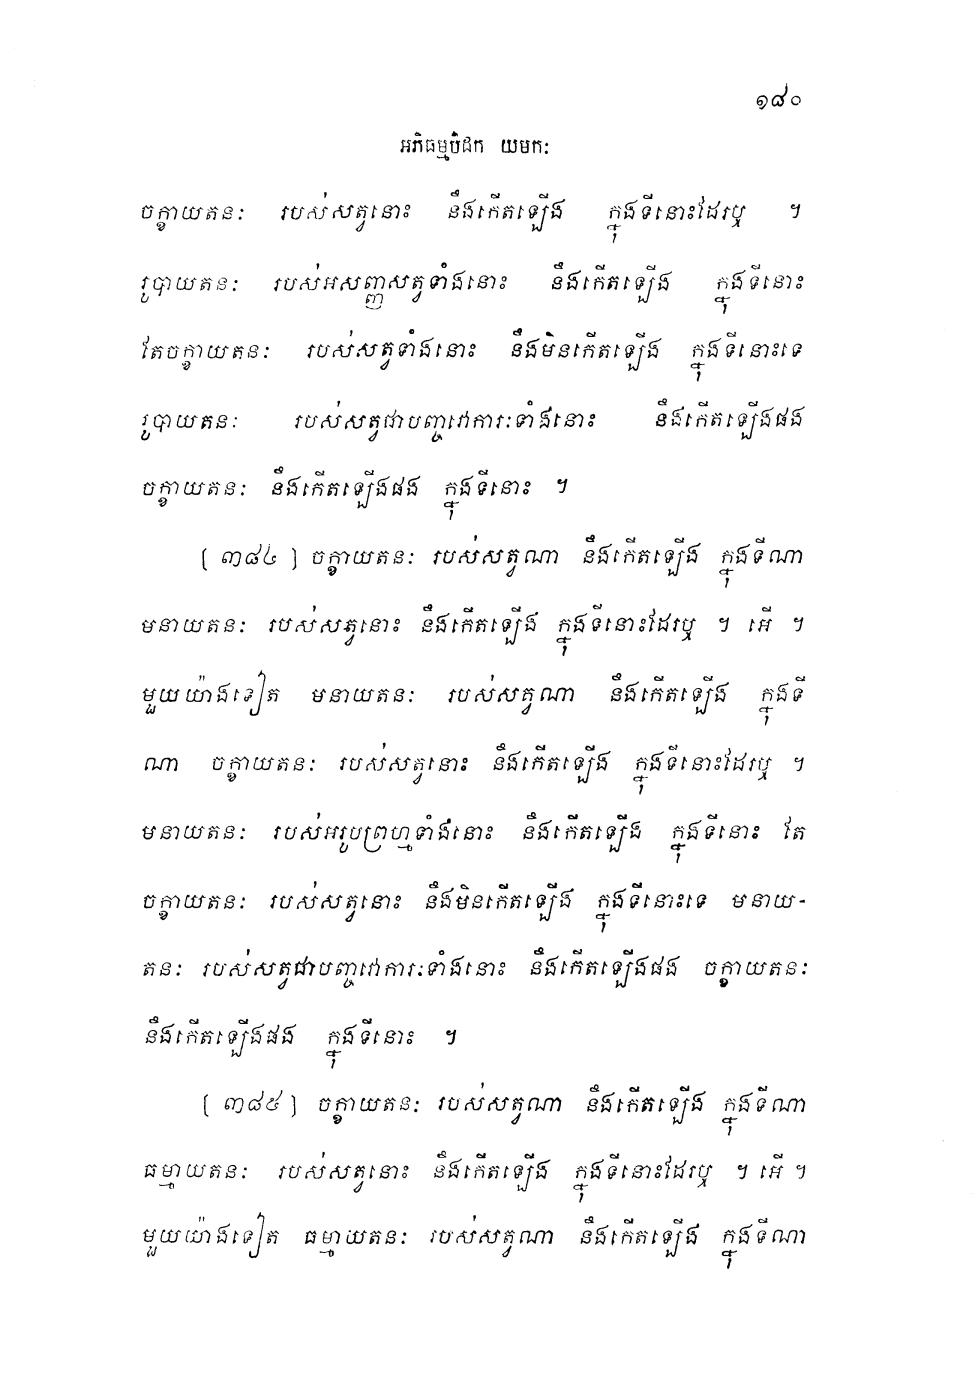 ១៨០
អភិធម្មបិដក យមកៈ
ចក្ខាយតនៈ របស់សត្វនោះ នឹងកើតឡើង ក្នុងទីនោះដែរឬ ។
រូបាយតនៈ របស់អសញ្ញសត្វទាំងនោះ នឹងកើតឡើង ក្នុងទីនោះ
តែចក្ខាយតនៈ របស់សត្វទាំងនោះ នឹងមិនកើតឡើង ក្នុងទីនោះទេ
រូបាយតនៈ របស់សត្វជាបញ្ចវោការៈទាំងនោះ នឹងកើតឡើងផង
ចក្ខាយតនៈ នឹងកើតឡើងផង ក្នុងទីនោះ ។
[ ៣៨៤ ] ចក្ខាយតនៈ របស់សត្វណា នឹងកើតឡើង ក្នុងទីណា
មនាយតនៈ របស់សត្វនោះ នឹងកើតឡើង ក្នុងទីនោះដែរឬ ។ អើ ។
មួយយ៉ាងទៀត មនាយតនៈ របស់សត្វណា នឹងកើតឡើង ក្នុងទី
ណា ចក្ខាយតនៈ របស់សត្វនោះ នឹងកើតឡើង ក្នុងទីនោះដែរឬ ។
មនាយតនៈ របស់អរូបព្រហ្មទាំងនោះ នឹងកើតឡើង ក្នុងទីនោះ តែ
ចក្ខាយតនៈ របស់សត្វនោះ នឹងមិនកើតឡើង ក្នុងទីនោះទេ មនាយ-
តនៈ របស់សត្វជាបញ្ចវោការៈទាំងនោះ នឹងកើតឡើងផង ចក្ខាយតនៈ
នឹងកើតឡើងផង ក្នុងទីនោះ ។
[ ៣៨៥ ] ចក្ខាយតនៈ របស់សត្វណា នឹងកើតឡើង ក្នុងទីណា
ធម្មាយតនៈ របស់សត្វនោះ នឹងកើតឡើង ក្នុងទីនោះដែរឬ ។ អើ ។
មួយយ៉ាងទៀត ធម្មាយតនៈ របស់សត្វណា នឹងកើតឡើង ក្នុងទីណា